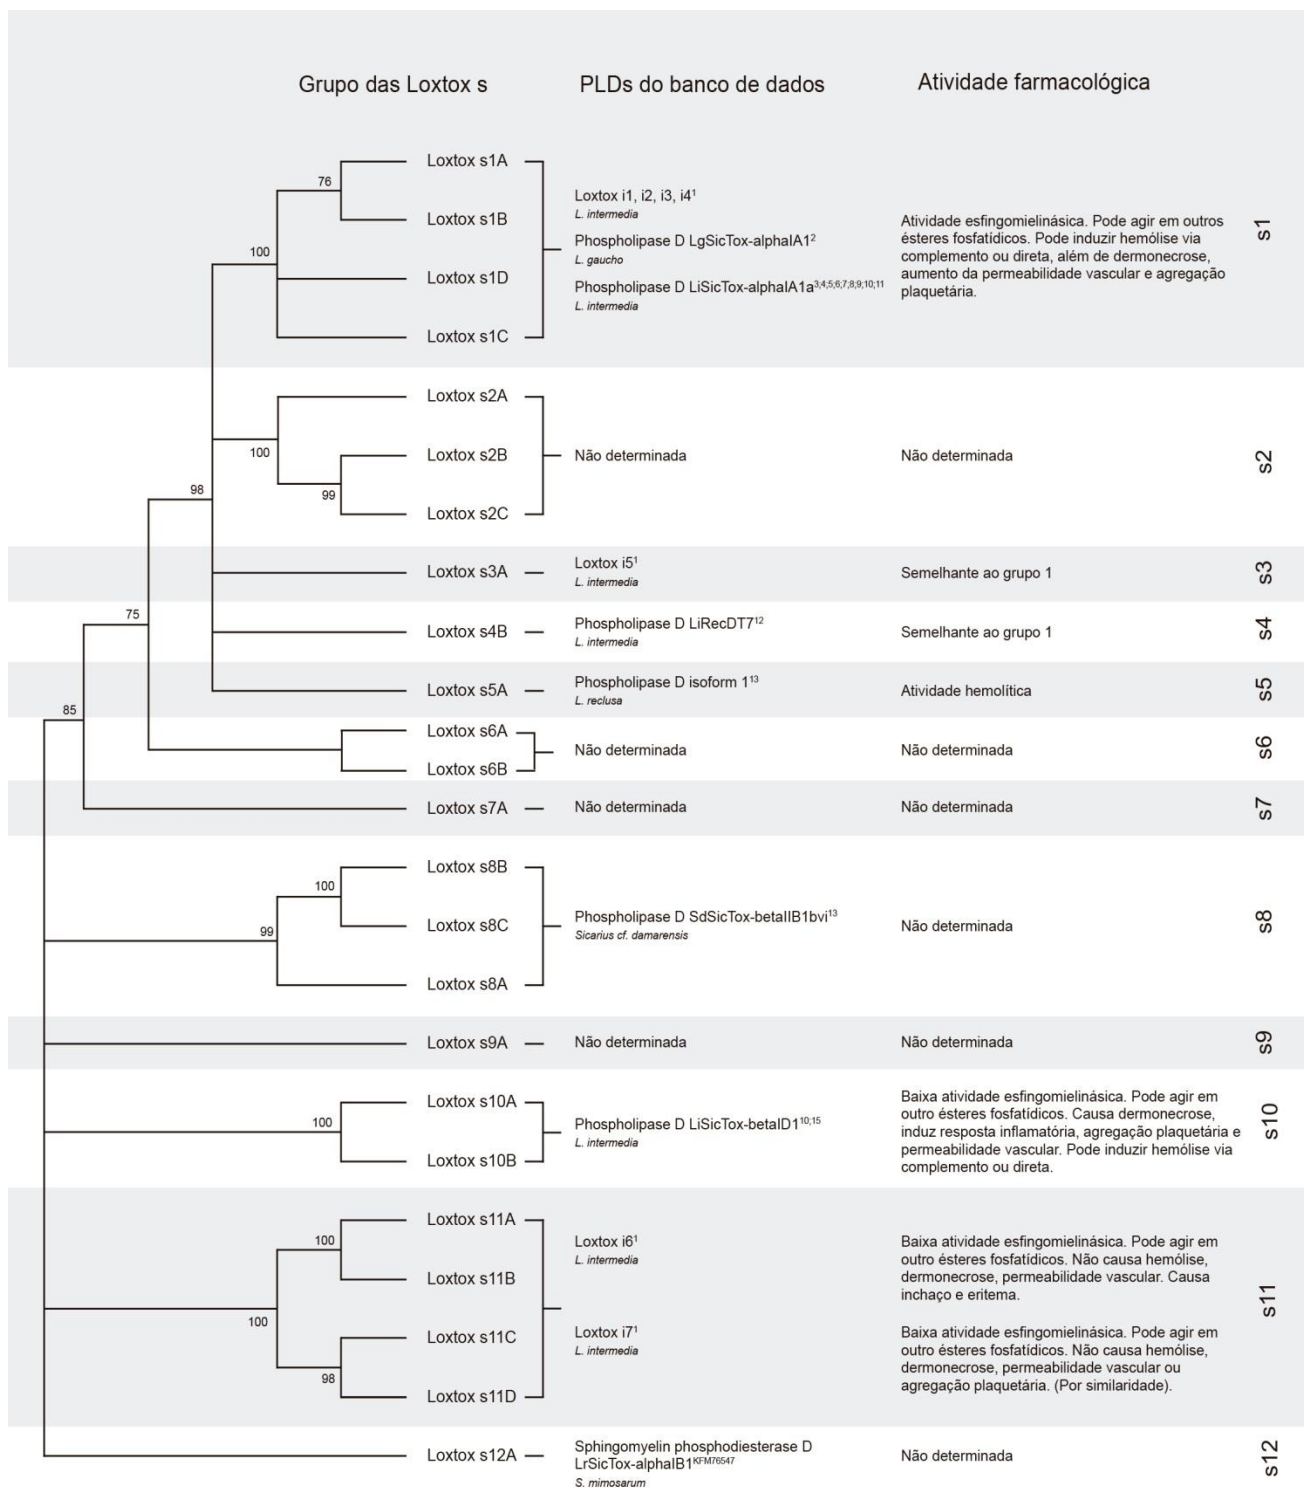 Grupo das Loxtox s
PLDs do banco de dados
Atividade farmacológica
Loxtox s1A
76
Loxtox s1B
100
Loxtox s1D
Loxtox s1C
Loxtox i1, i2, i3, i4¹
L. intermedia
Phospholipase D LgSicTox-alphaIA1²
L. gaucho
Phospholipase D LiSicTox-alphaIA1a³;⁴;⁵;⁶;⁷;⁸;⁹;¹⁰;¹¹
L. intermedia
Atividade esfingomielinásica. Pode agir em outros
ésteres fosfatídicos. Pode induzir hemólise via
complemento ou direta, além de dermonecrose,
aumento da permeabilidade vascular e agregação
plaquetária.
s1
Loxtox s2A
100
Loxtox s2B
99
Loxtox s2C
Não determinada
Não determinada
s2
98
Loxtox s3A
Loxtox i5¹
L. intermedia
Semelhante ao grupo 1
s3
75
Loxtox s4B
Phospholipase D LiRecDT7¹²
L. intermedia
Semelhante ao grupo 1
s4
Loxtox s5A
Phospholipase D isoform 1¹³
L. reclusa
Atividade hemolítica
s5
85
Loxtox s6A
Loxtox s6B
Não determinada
Não determinada
s6
Loxtox s7A
Não determinada
Não determinada
s7
Loxtox s8B
100
Loxtox s8C
99
Loxtox s8A
Phospholipase D SdSicTox-betaIIB1bvi¹³
Sicarius cf. damarensis
Não determinada
s8
Loxtox s9A
Não determinada
Não determinada
s9
Loxtox s10A
100
Loxtox s10B
Phospholipase D LiSicTox-betaID1¹⁰;¹⁵
L. intermedia
Baixa atividade esfingomielinásica. Pode agir em
outro ésteres fosfatídicos. Causa dermonecrose,
induz resposta inflamatória, agregação plaquetária e
permeabilidade vascular. Pode induzir hemólise via
complemento ou direta.
s10
Loxtox s11A
100
Loxtox s11B
100
Loxtox s11C
98
Loxtox s11D
Loxtox i6¹
L. intermedia
Baixa atividade esfingomielinásica. Pode agir em
outro ésteres fosfatídicos. Não causa hemólise,
dermonecrose, permeabilidade vascular. Causa
inchaço e eritema.
Loxtox i7¹
L. intermedia
Baixa atividade esfingomielinásica. Pode agir em
outro ésteres fosfatídicos. Não causa hemólise,
dermonecrose, permeabilidade vascular ou
agregação plaquetária. (Por similaridade).
s11
Loxtox s12A
Sphingomyelin phosphodiesterase D
LrSicTox-alphaIB1 KFM76547
S. mimosarum
Não determinada
s12